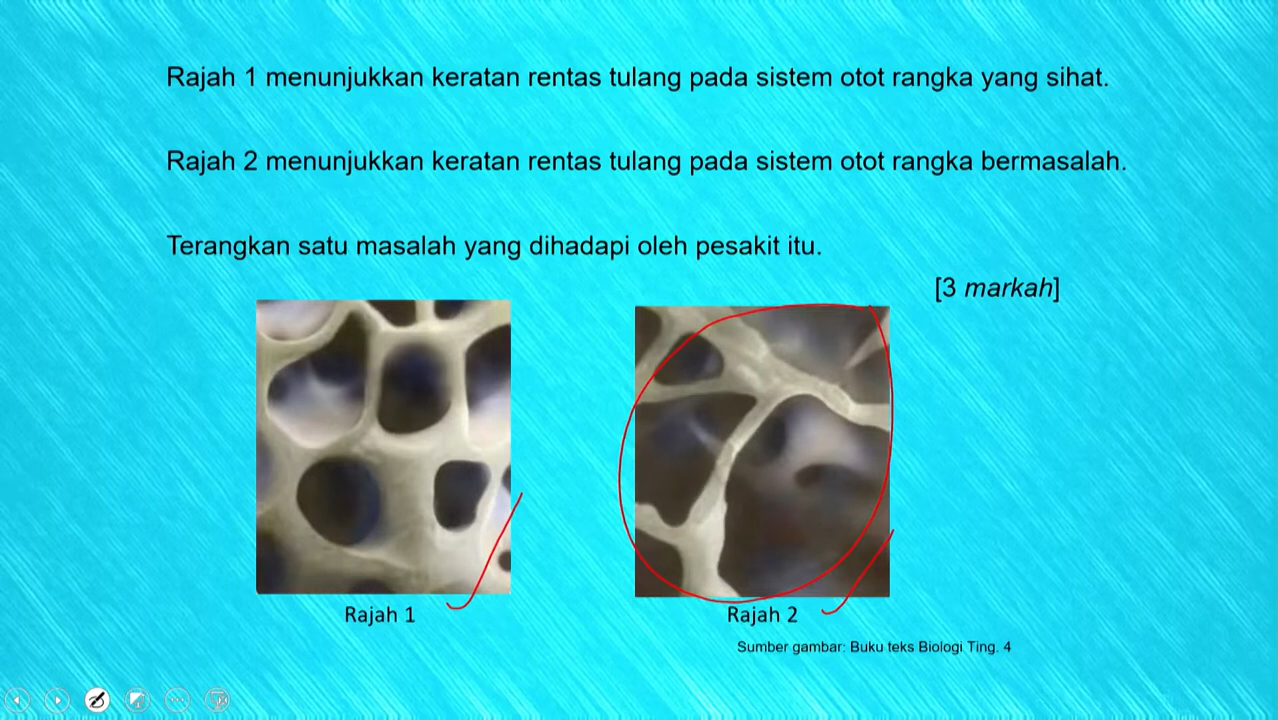 Rajah 1 menunjukkan keratan rentas tulang pada sistem otot rangka yang sihat.
Rajah 2 menunjukkan keratan rentas tulang pada sistem otot rangka bermasalah.
Terangkan satu masalah yang dihadapi oleh pesakit itu.
[3 markah]
Rajah 1
Rajah 2
Sumber gambar: Buku teks Biologi Ting. 4